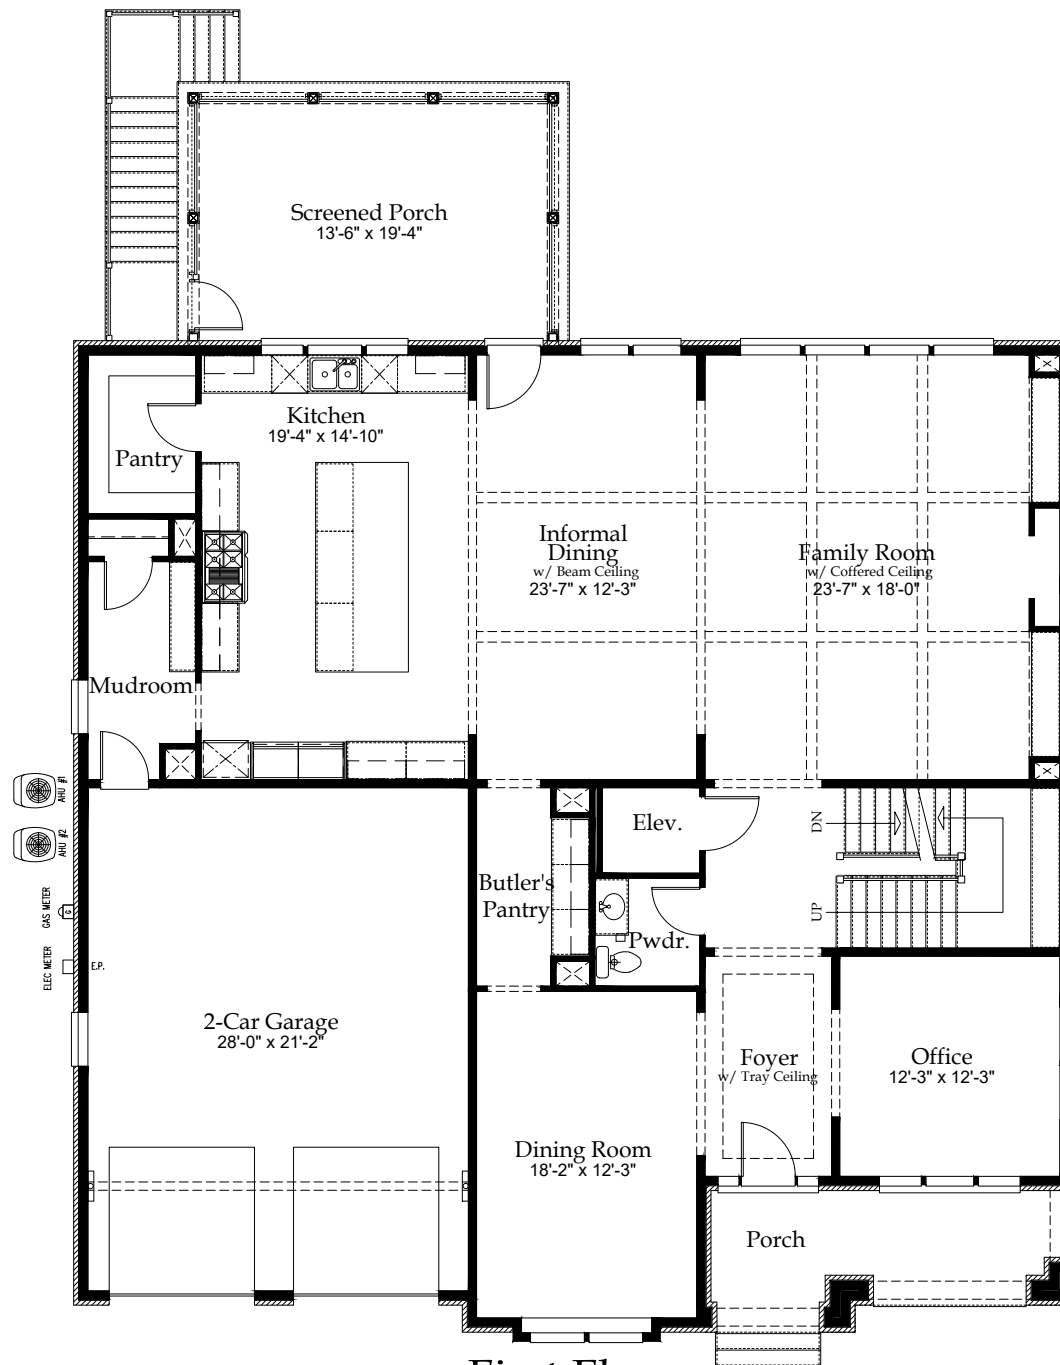 Screened Porch
13'-6" x 19'-4"
Kitchen
19'-4" x 14'-10"
Pantry
Informal
Dining
w/ Beam Ceiling
23'-7" x 12'-3"
Family Room
w/ Coffered Ceiling
23'-7" x 18'-0"
Mudroom
AHU #1
AHU #2
GAS METER
G
ELEC METER
E.P.
Elev.
DN
UP
Butler's
Pantry
Pwdr.
2-Car Garage
28'-0" x 21'-2"
Foyer
w/ Tray Ceiling
Office
12'-3" x 12'-3"
Dining Room
18'-2" x 12'-3"
Porch